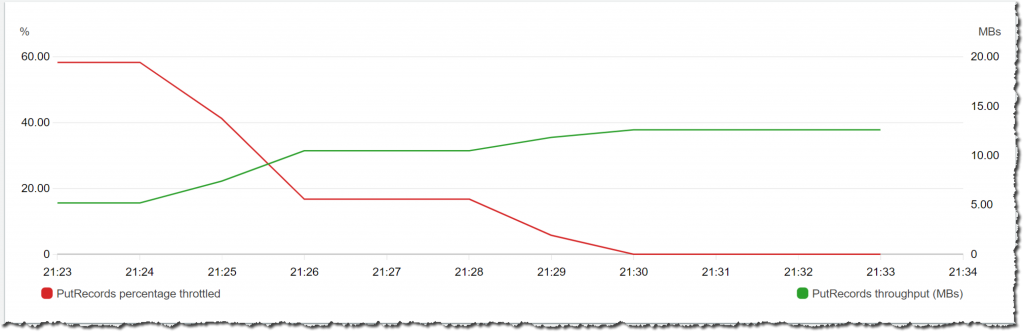 % MBs
60.00 20.00
15.00
40.00
10.00
20.00
5.00
0 0
21:23 21:24 21:25 21:26 21:27 21:28 21:29 21:30 21:31 21:32 21:33 21:34
PutRecords percentage throttled PutRecords throughput (MBs)